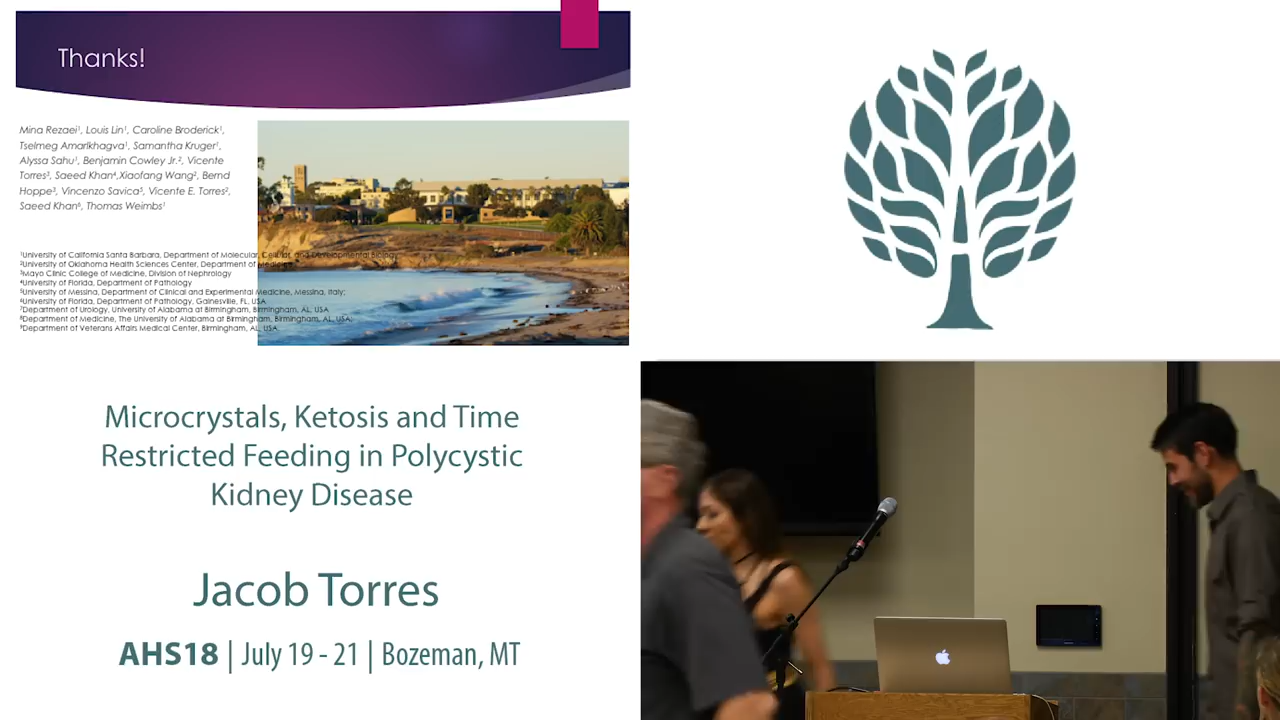 Thanks!
Mina Rezaei¹, Louis Lin¹, Caroline Broderick¹,
Tselmeg Amarlkhagva¹, Samantha Kruger¹,
Alyssa Sahu¹, Benjamin Cowley Jr.², Vicente
Torres³, Saeed Khan⁴,Xiaofang Wang², Bernd
Hoppe³, Vincenzo Savica⁵, Vicente E. Torres²,
Saeed Khan⁶, Thomas Weimbs¹
¹University of California Santa Barbara, Department of Molecular, Cellular, and Developmental Biology
²University of Oklahoma Health Sciences Center, Department of Medicine
³Mayo Clinic College of Medicine, Division of Nephrology
⁴University of Florida, Department of Pathology
⁵University of Messina, Department of Clinical and Experimental Medicine, Messina, Italy;
⁶University of Florida, Department of Pathology, Gainesville, FL, USA
⁷Department of Urology, University of Alabama at Birmingham, Birmingham, AL, USA
⁸Department of Medicine, The University of Alabama at Birmingham, Birmingham, AL, USA;
⁹Department of Veterans Affairs Medical Center, Birmingham, AL, USA
Microcrystals, Ketosis and Time
Restricted Feeding in Polycystic
Kidney Disease
Jacob Torres
AHS18 | July 19 - 21 | Bozeman, MT